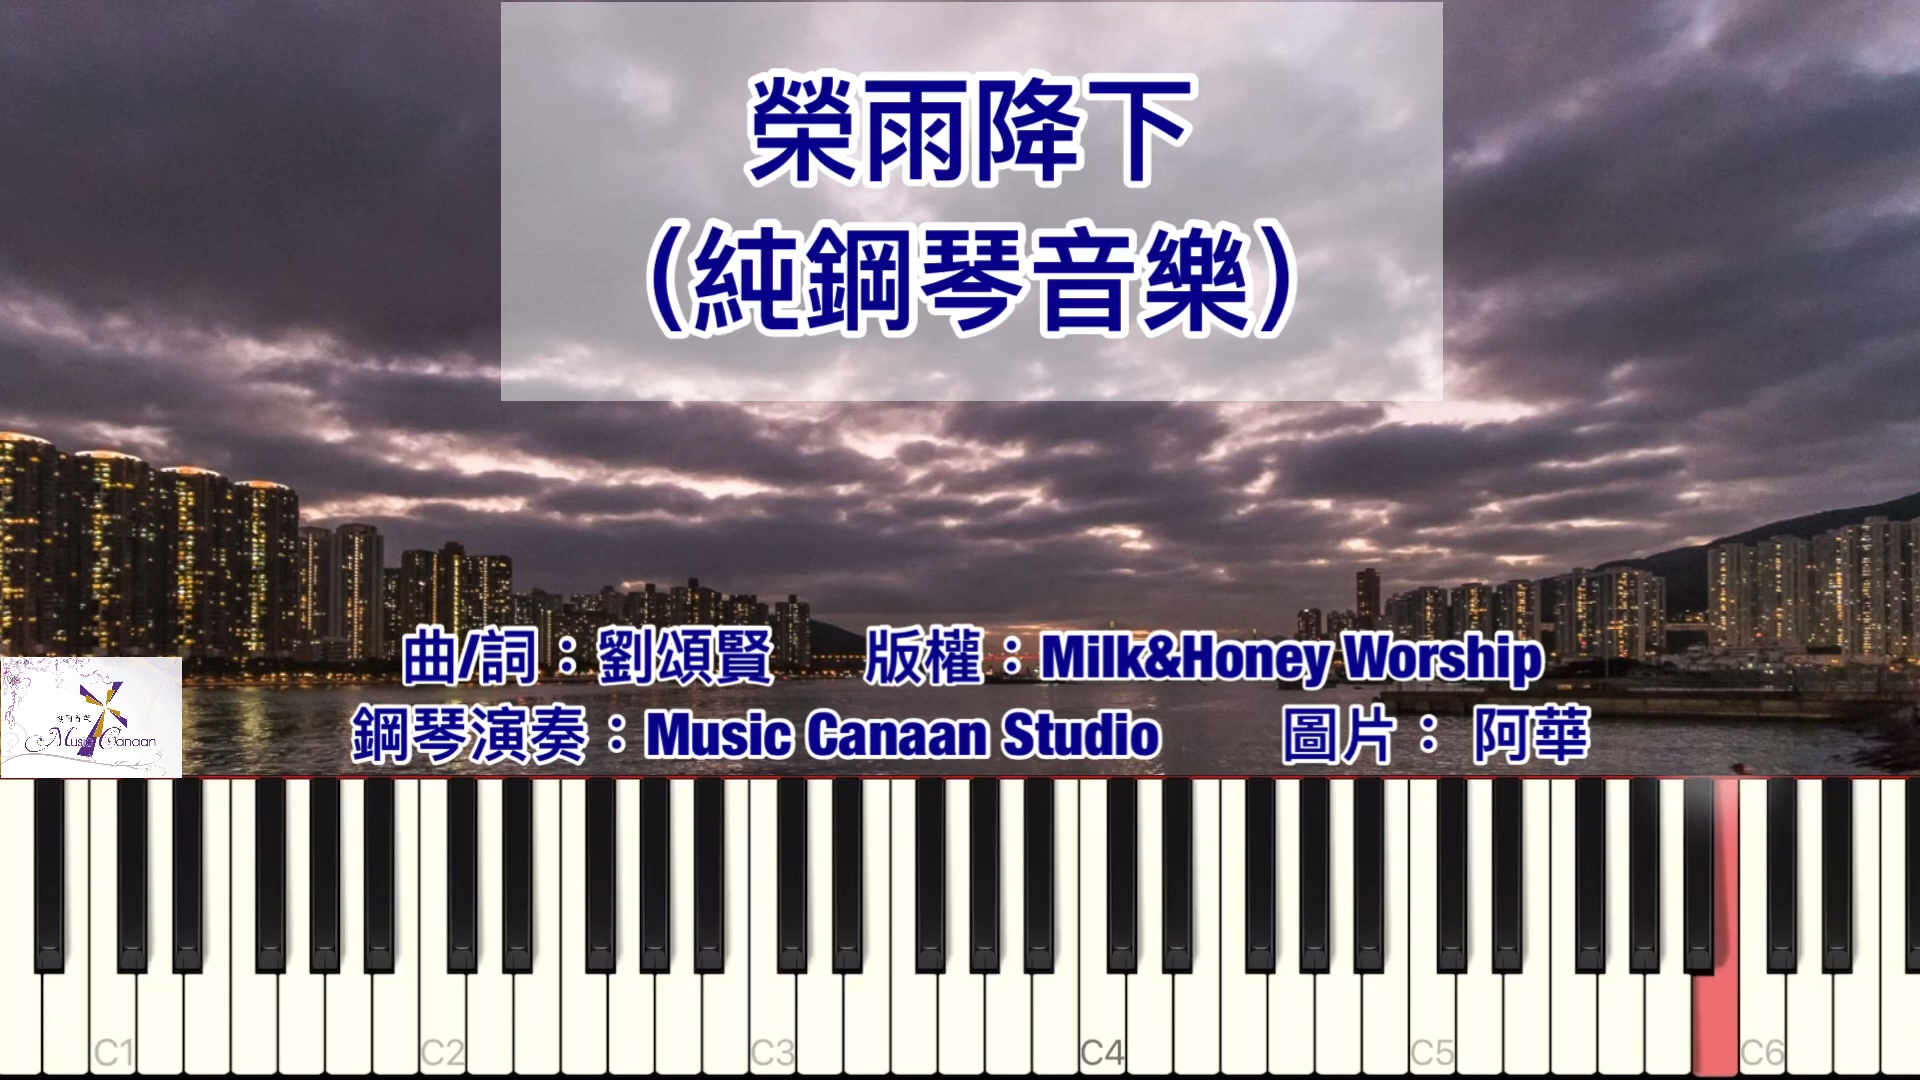 榮雨降下
（純鋼琴音樂）
曲/詞：劉頌賢 版權：Milk&Honey Worship
鋼琴演奏：Music Canaan Studio 圖片： 阿華
Music Canaan
C1 C2 C3 C4 C5 C6